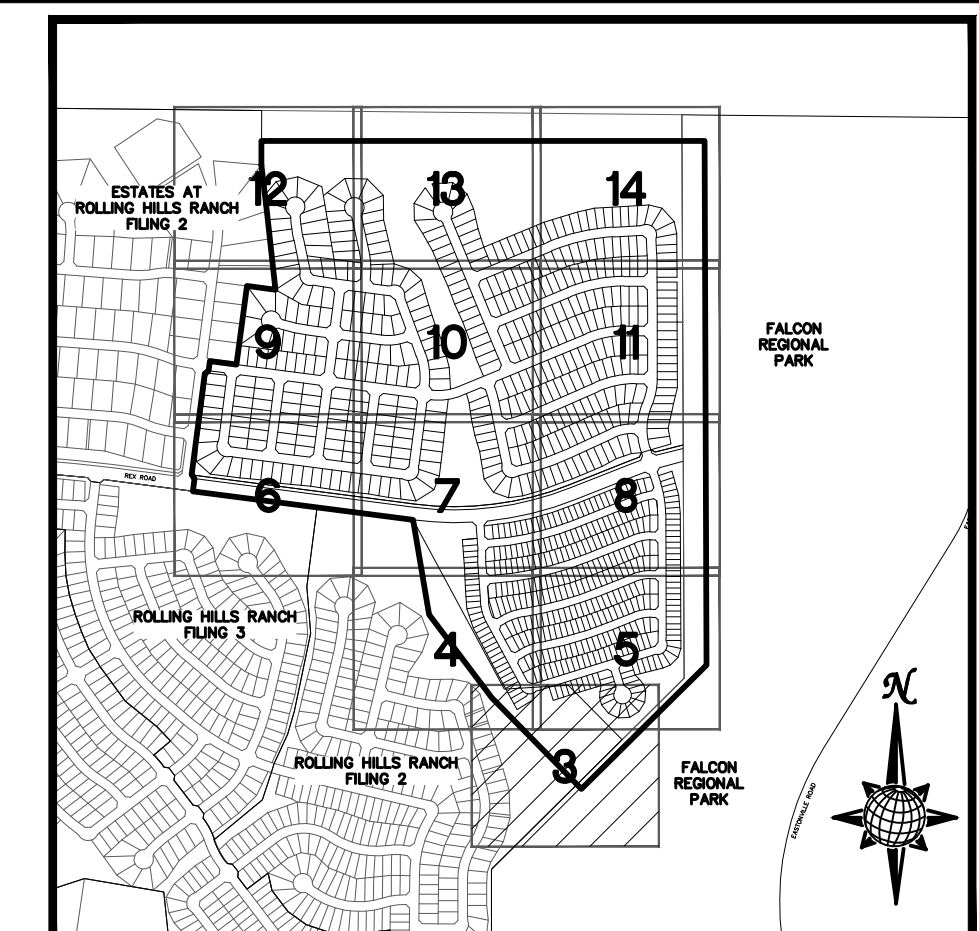 12
13
14
ESTATES AT
ROLLING HILLS RANCH
FILING 2
9
10
11
FALCON
REGIONAL
PARK
REX ROAD
6
7
8
ROLLING HILLS RANCH
FILING 3
4
5
N
ROLLING HILLS RANCH
FILING 2
3
FALCON
REGIONAL
PARK
EASTONVILLE ROAD